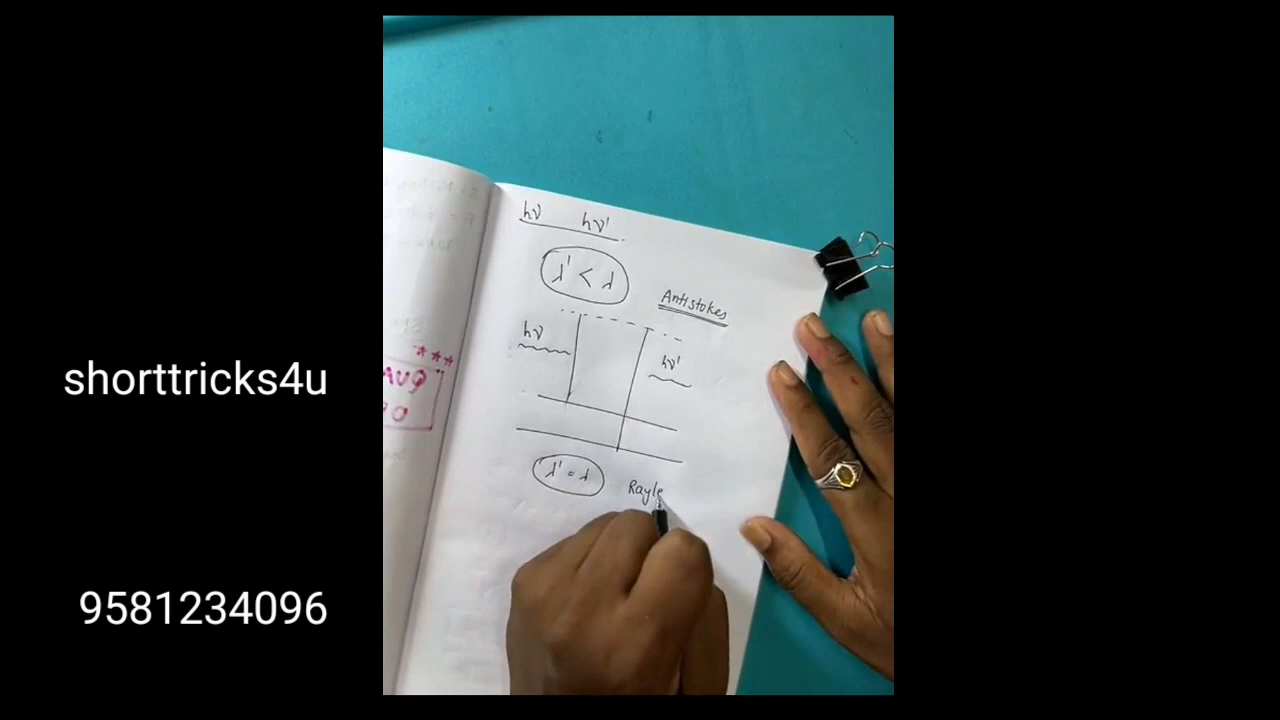 hν hν'
λ' < λ
Antistokes
hν
hν'
λ' = λ
Rayle
***
shorttricks4u
9581234096